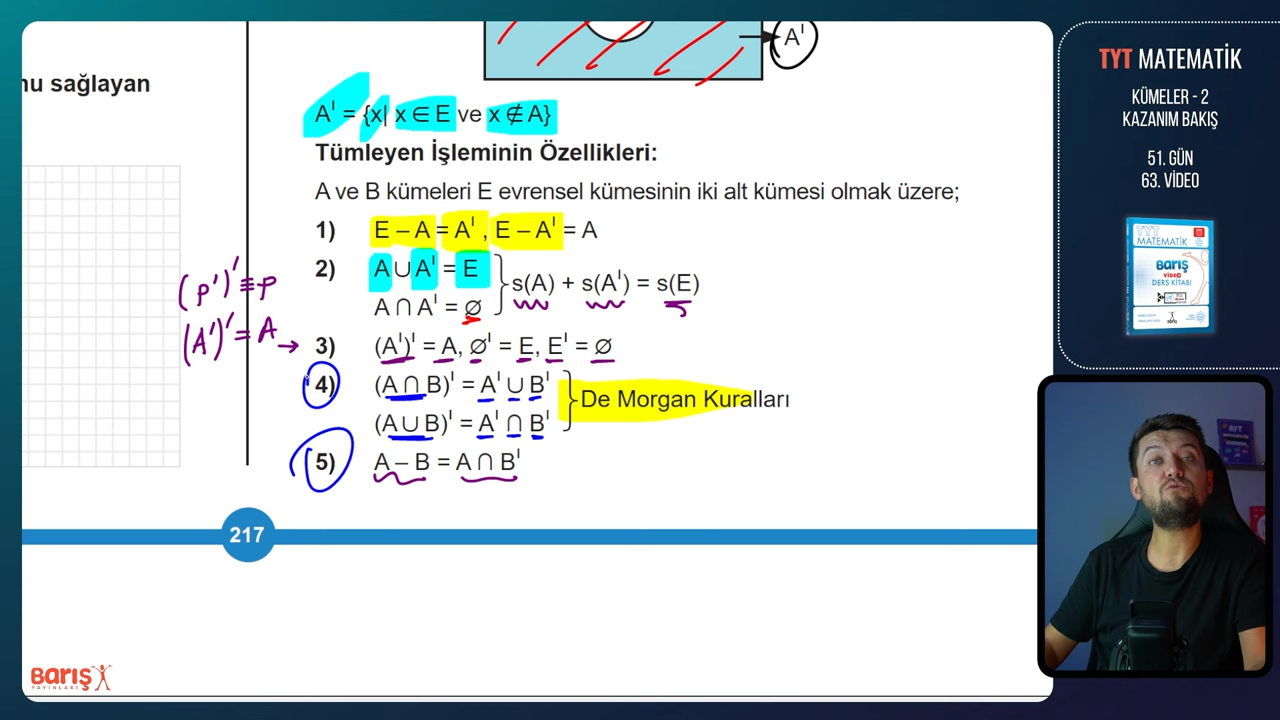 A'
nu sağlayan
A' = {x| x ∈ E ve x ∉ A}
Tümleyen İşleminin Özellikleri:
A ve B kümeleri E evrensel kümesinin iki alt kümesi olmak üzere;
1) E – A = A' , E – A' = A
2) A ∪ A' = E
A ∩ A' = ∅
s(A) + s(A') = s(E)
(p')' ≡ p
(A')' = A →
3) (A')' = A, ∅' = E, E' = ∅
4) (A ∩ B)' = A' ∪ B'
(A ∪ B)' = A' ∩ B'
De Morgan Kuralları
5) A – B = A ∩ B'
217
BARIŞ
YAYINLARI
TYT MATEMATİK
KÜMELER - 2
KAZANIM BAKIŞ
51. GÜN
63. VİDEO
TYT
MATEMATİK
BARIŞ
VİDEO
DERS KİTABI